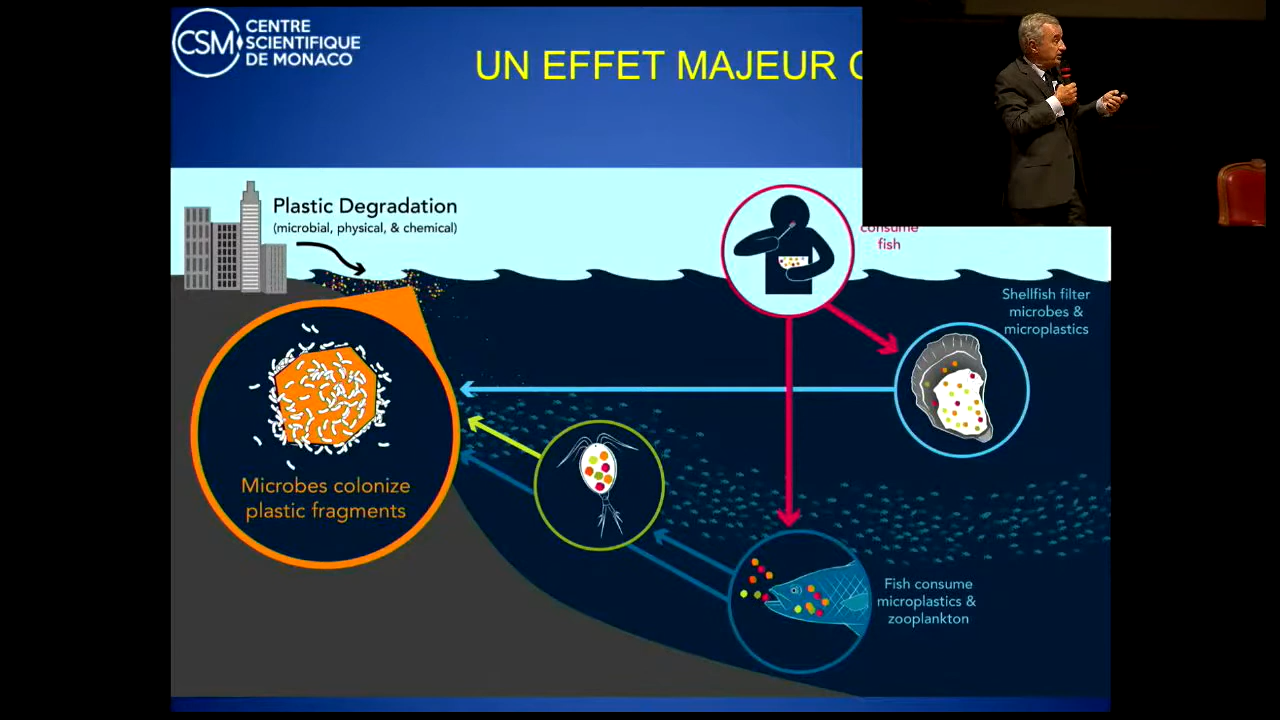 CSM
CENTRE
SCIENTIFIQUE
DE MONACO
UN EFFET MAJEUR
Plastic Degradation
(microbial, physical, & chemical)
consume
fish
Shellfish filter
microbes &
microplastics
Microbes colonize
plastic fragments
Fish consume
microplastics &
zooplankton